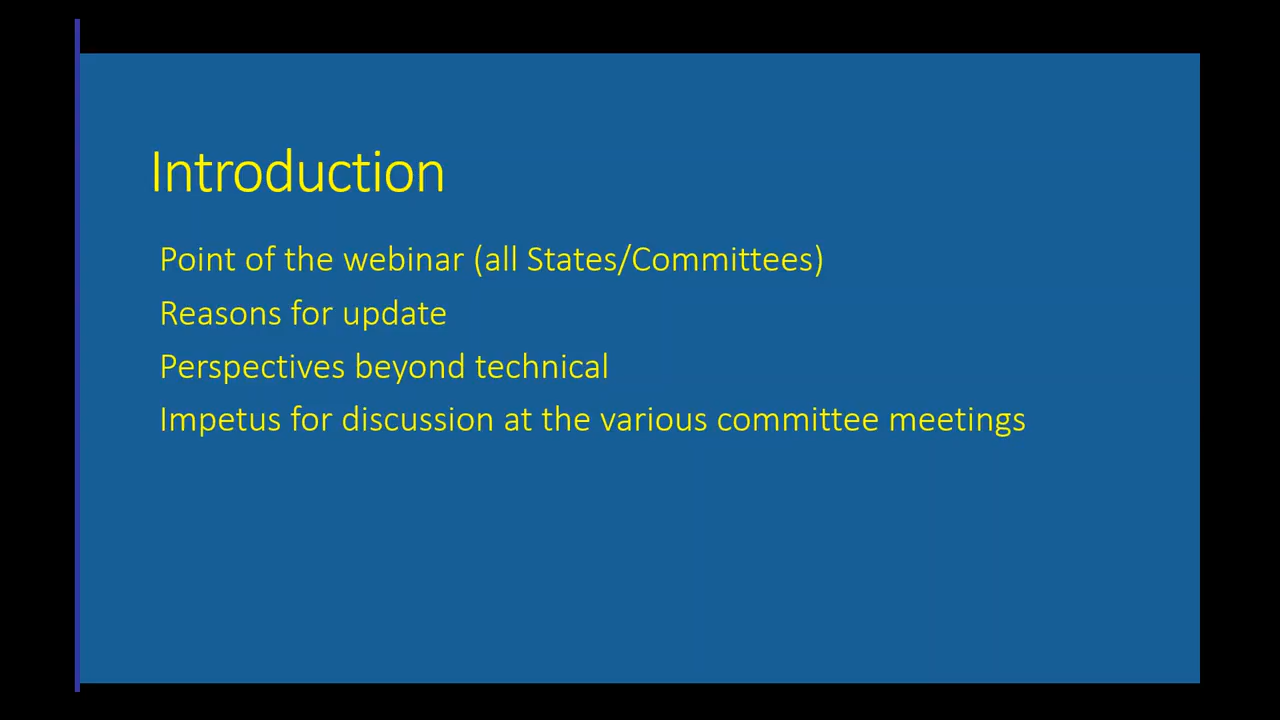 Introduction
Point of the webinar (all States/Committees)
Reasons for update
Perspectives beyond technical
Impetus for discussion at the various committee meetings